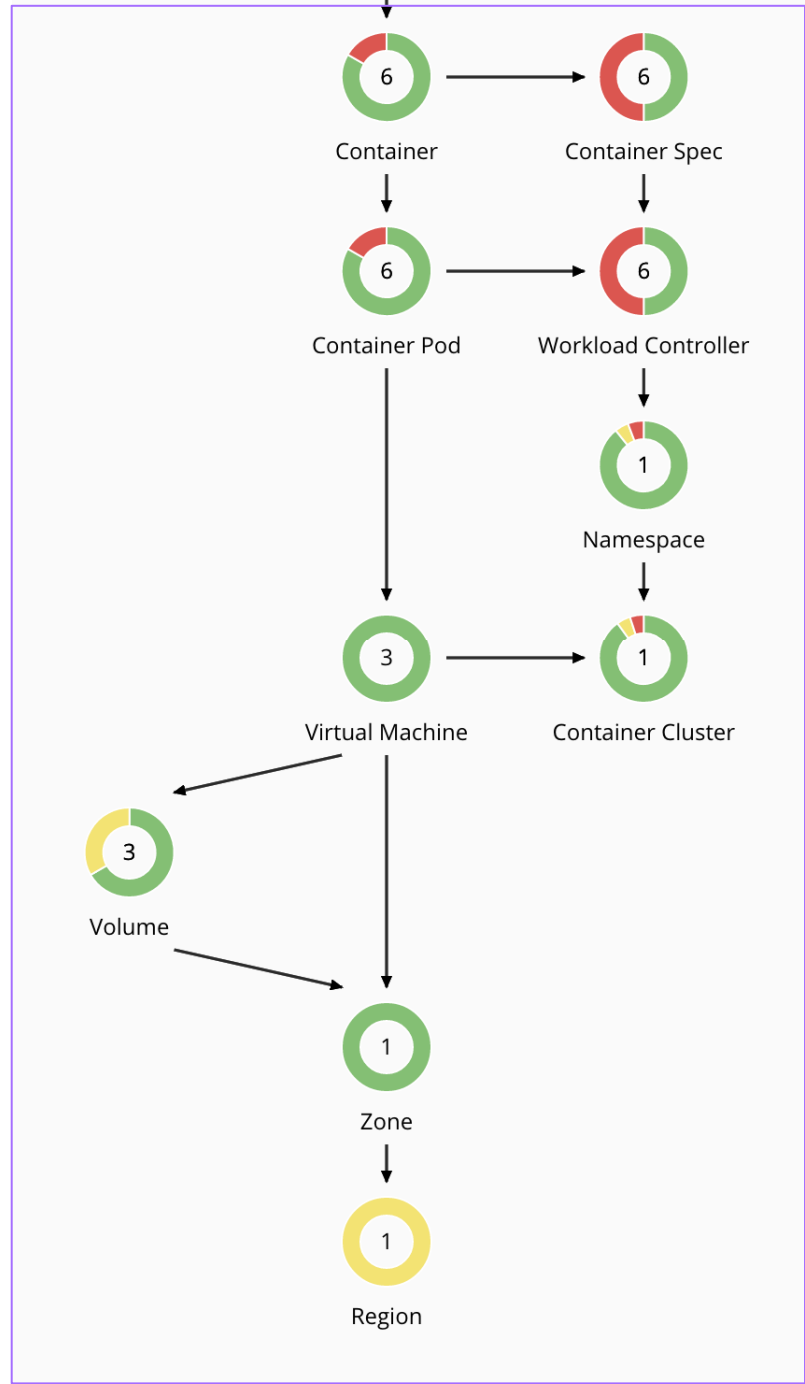 6
6
Container
Container Spec
6
6
Container Pod
Workload Controller
1
Namespace
3
1
Virtual Machine
Container Cluster
3
Volume
1
Zone
1
Region